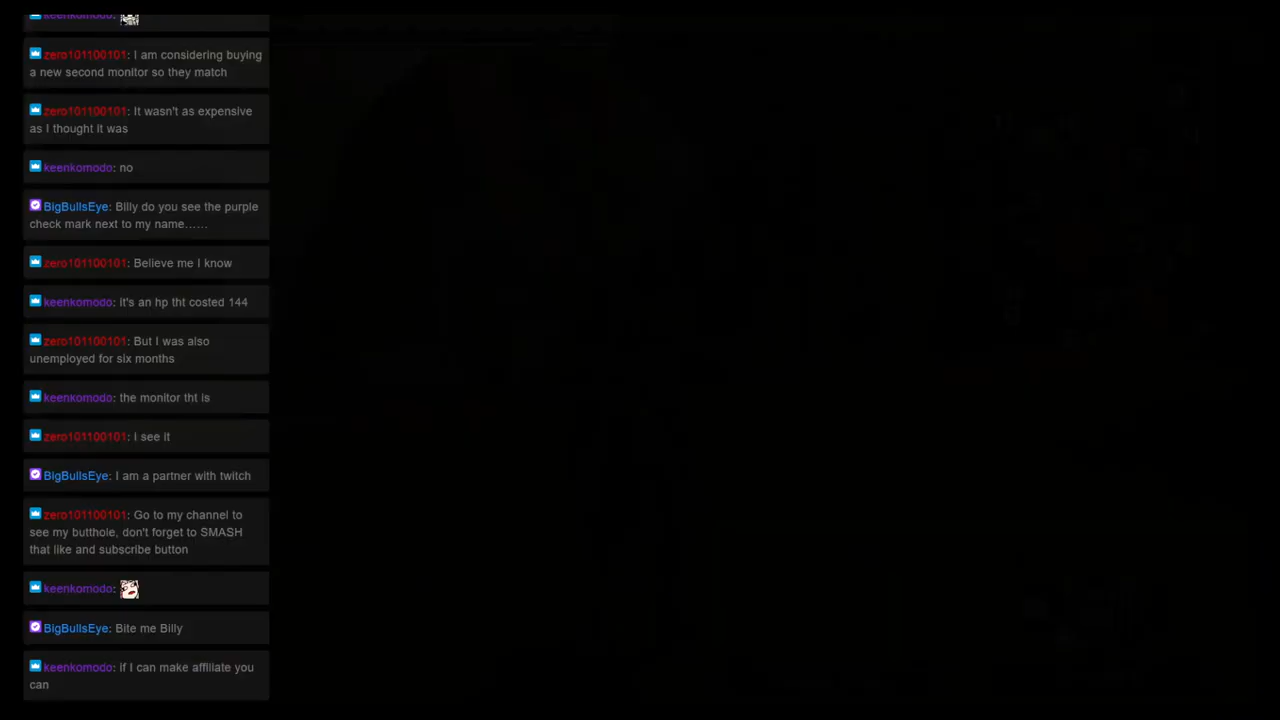 keenkomodo:
zero101100101: I am considering buying
a new second monitor so they match
zero101100101: It wasn't as expensive
as I thought it was
keenkomodo: no
BigBullsEye: BIlly do you see the purple
check mark next to my name……
zero101100101: Believe me I know
keenkomodo: it's an hp tht costed 144
zero101100101: But I was also
unemployed for six months
keenkomodo: the monitor tht is
zero101100101: I see it
BigBullsEye: I am a partner with twitch
zero101100101: Go to my channel to
see my butthole, don't forget to SMASH
that like and subscribe button
keenkomodo:
BigBullsEye: Bite me Billy
keenkomodo: if I can make affiliate you
can